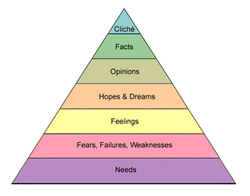 Cliché
Facts
Opinions
Hopes & Dreams
Feelings
Fears, Failures, Weaknesses
Needs